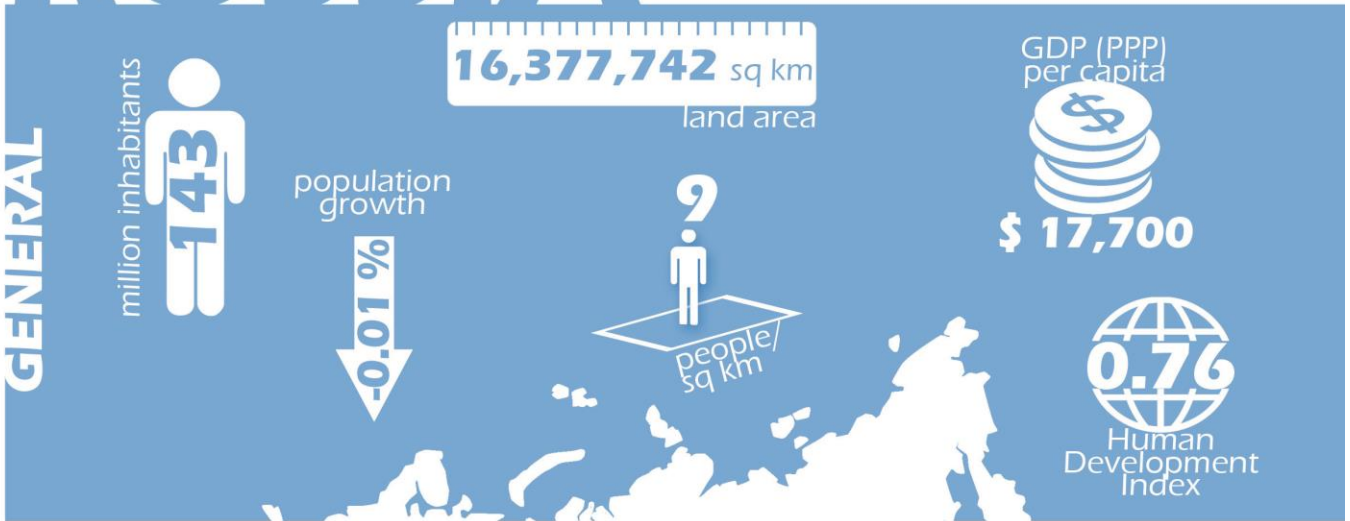 GENERAL
million inhabitants
143
population
growth
-0.01 %
16,377,742 sq km
land area
9
people/
sq km
GDP (PPP)
per capita
$
$ 17,700
0.76
Human
Development
Index